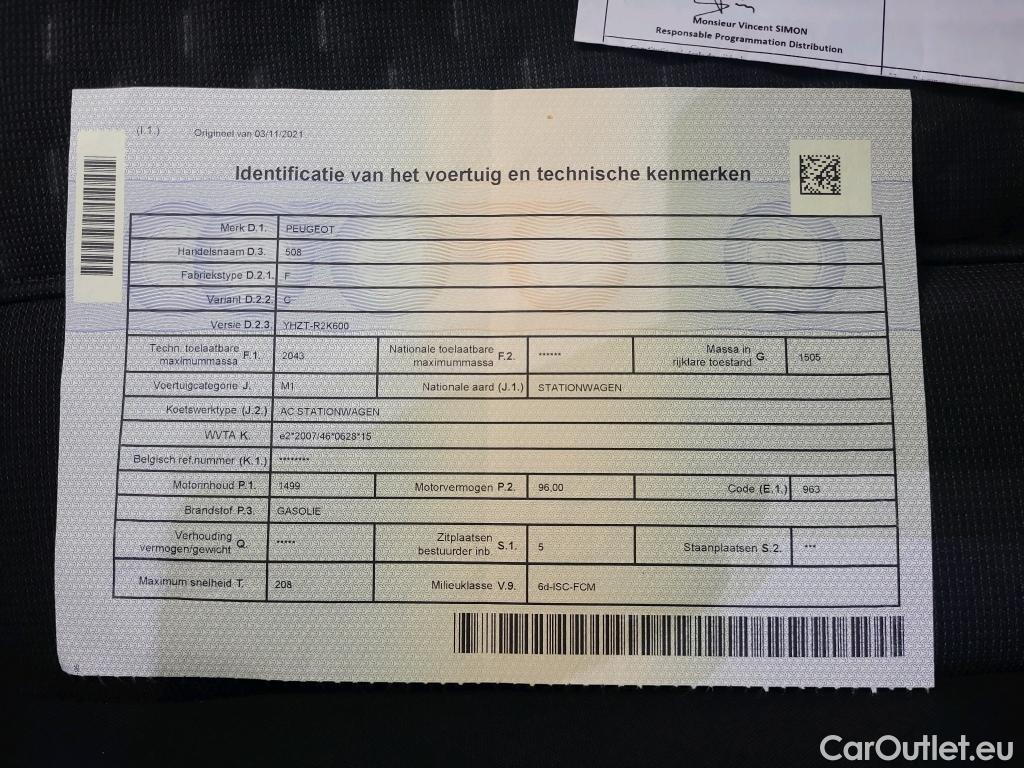 Monsieur Vincent SIMON
Responsable Programmation Distribution
(I.1.) Origineel van 03/11/2021
Identificatie van het voertuig en technische kenmerken
Merk D.1. PEUGEOT
Handelsnaam D.3. 508
Fabriekstype D.2.1. F
Variant D.2.2. C
Versie D.2.3. YHZT-R2K600
Techn. toelaatbare maximummassa F.1. 2043 Nationale toelaatbare maximummassa F.2. ****** Massa in rijklare toestand G. 1505
Voertuigcategorie J. M1 Nationale aard (J.1.) STATIONWAGEN
Koetswerktype (J.2.) AC STATIONWAGEN
WVTA K. e2*2007/46*0628*15
Belgisch ref.nummer (K.1.) ********
Motorinhoud P.1. 1499 Motorvermogen P.2. 96,00 Code (E.1.) 963
Brandstof P.3. GASOLIE
Verhouding vermogen/gewicht Q. ***** Zitplaatsen bestuurder inb. S.1. 5 Staanplaatsen S.2. ***
Maximum snelheid T. 208 Milieuklasse V.9. 6d-ISC-FCM
CarOutlet.eu